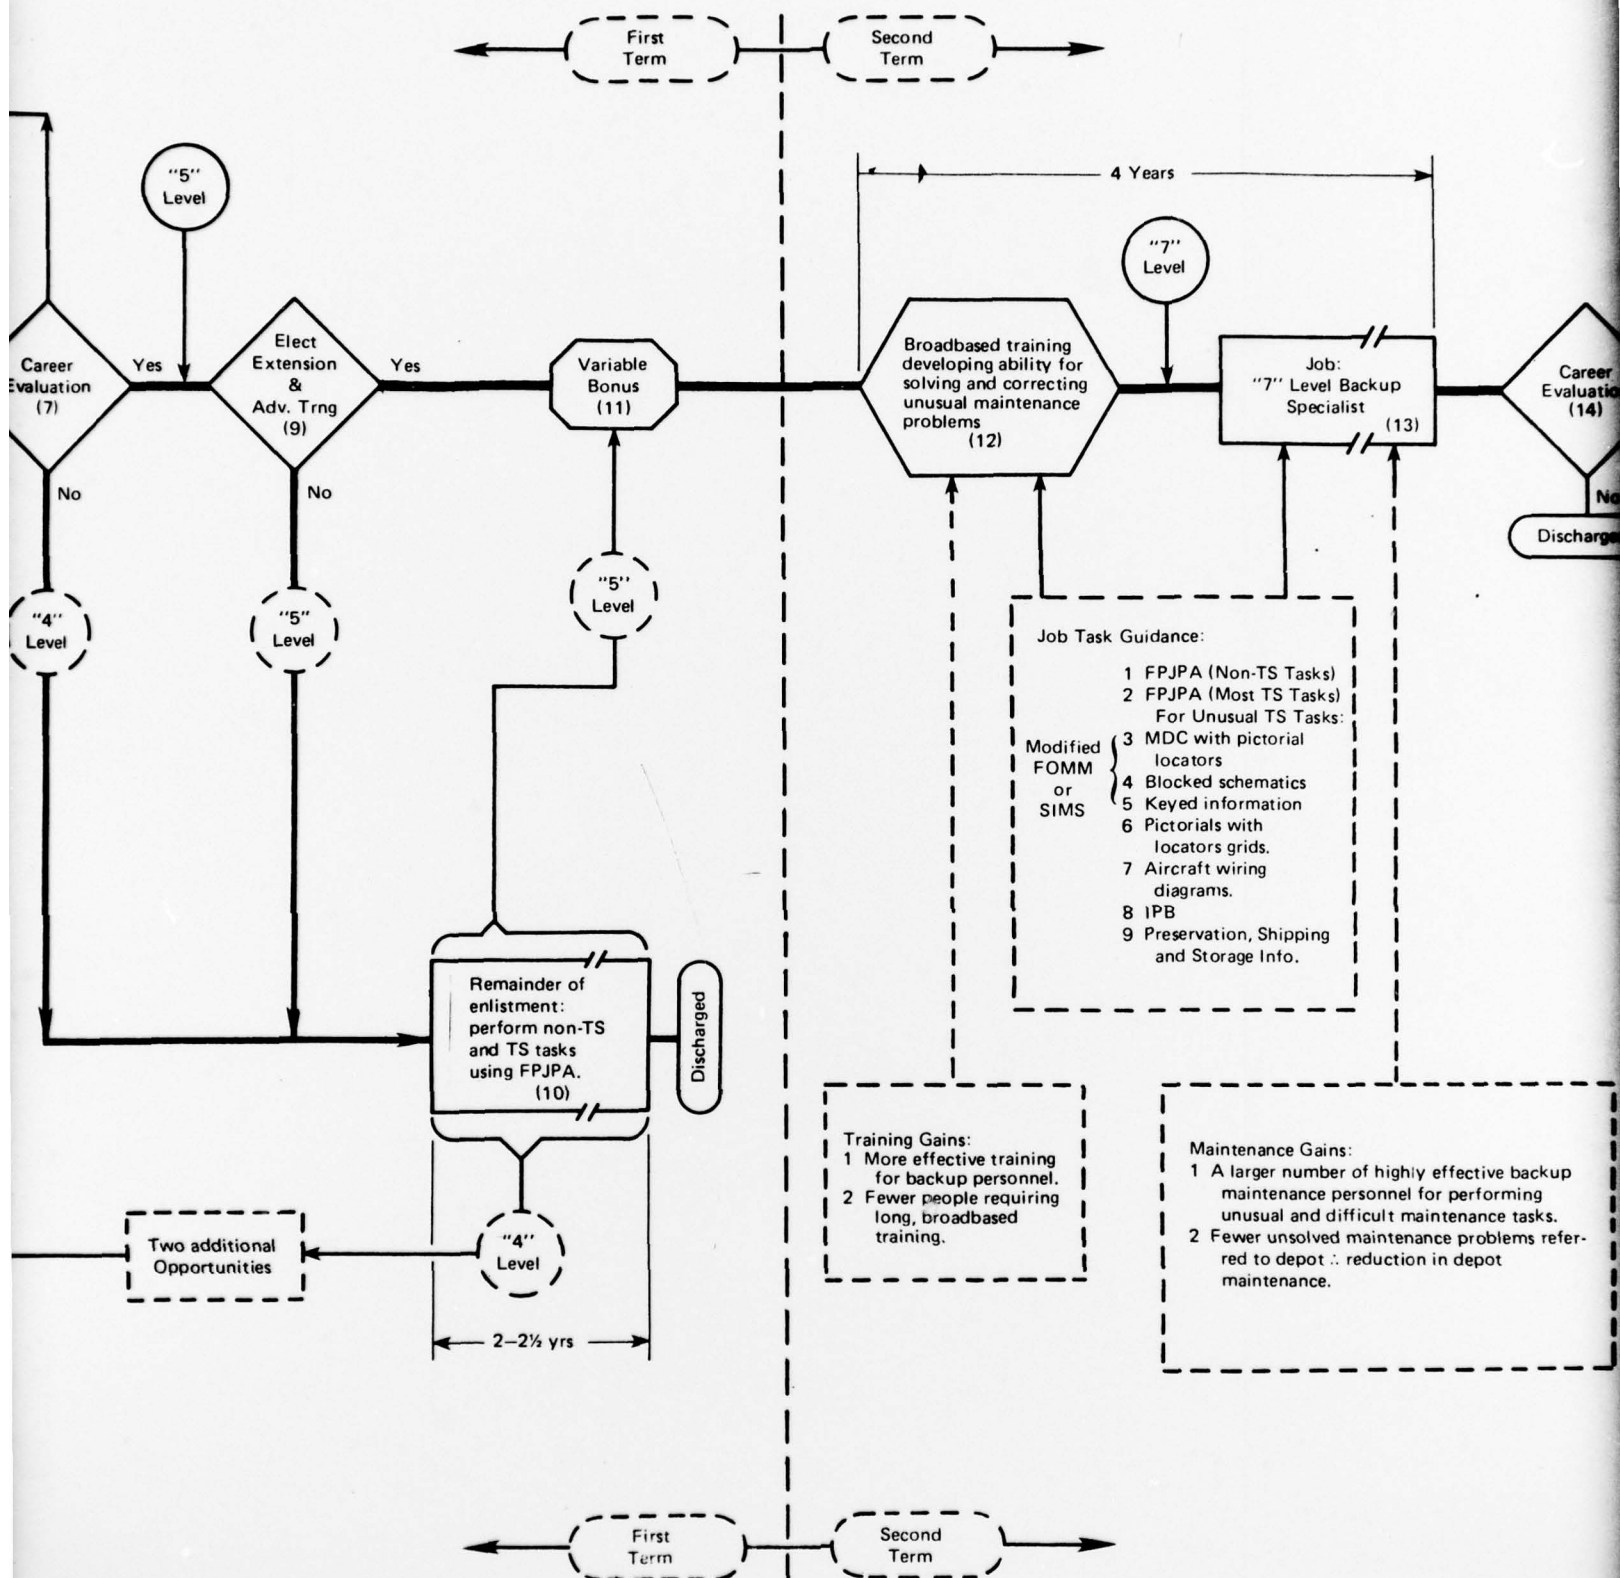 First
Term
Second
Term
4 Years
"5"
Level
"7"
Level
Career
Evaluation
(7)
Yes
No
Elect
Extension
&
Adv. Trng
(9)
Yes
No
Variable
Bonus
(11)
Broadbased training
developing ability for
solving and correcting
unusual maintenance
problems
(12)
Job:
"7" Level Backup
Specialist
(13)
Career
Evaluatio
(14)
No
Discharge
"4"
Level
"5"
Level
"5"
Level
Job Task Guidance:
1 FPJPA (Non-TS Tasks)
2 FPJPA (Most TS Tasks)
For Unusual TS Tasks:
Modified
FOMM
or
SIMS
3 MDC with pictorial
locators
4 Blocked schematics
5 Keyed information
6 Pictorials with
locators grids.
7 Aircraft wiring
diagrams.
8 IPB
9 Preservation, Shipping
and Storage Info.
Remainder of
enlistment:
perform non-TS
and TS tasks
using FPJPA.
(10)
Discharged
Training Gains:
1 More effective training
for backup personnel.
2 Fewer people requiring
long, broadbased
training.
Maintenance Gains:
1 A larger number of highly effective backup
maintenance personnel for performing
unusual and difficult maintenance tasks.
2 Fewer unsolved maintenance problems refer-
red to depot ∴ reduction in depot
maintenance.
Two additional
Opportunities
"4"
Level
2–2½ yrs
First
Term
Second
Term